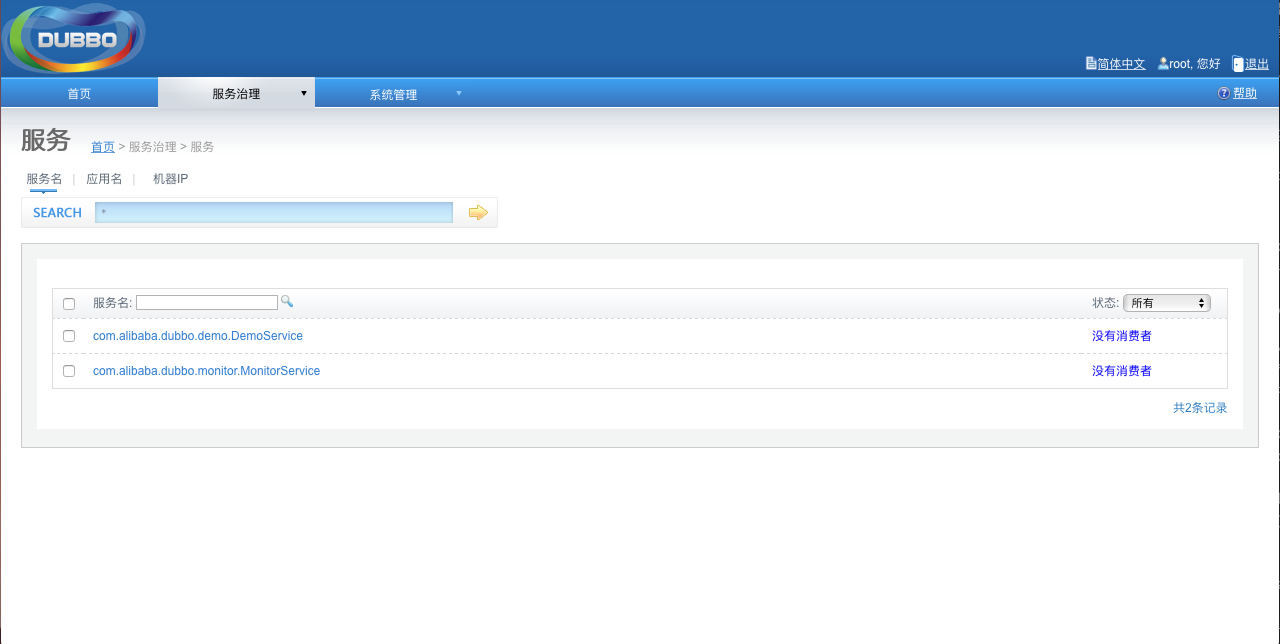 DUBBO
简体中文 root, 您好 退出
首页 服务治理 系统管理 帮助
服务 首页 > 服务治理 > 服务
服务名 | 应用名 | 机器IP
SEARCH *
服务名: 状态: 所有
com.alibaba.dubbo.demo.DemoService 没有消费者
com.alibaba.dubbo.monitor.MonitorService 没有消费者
共2条记录